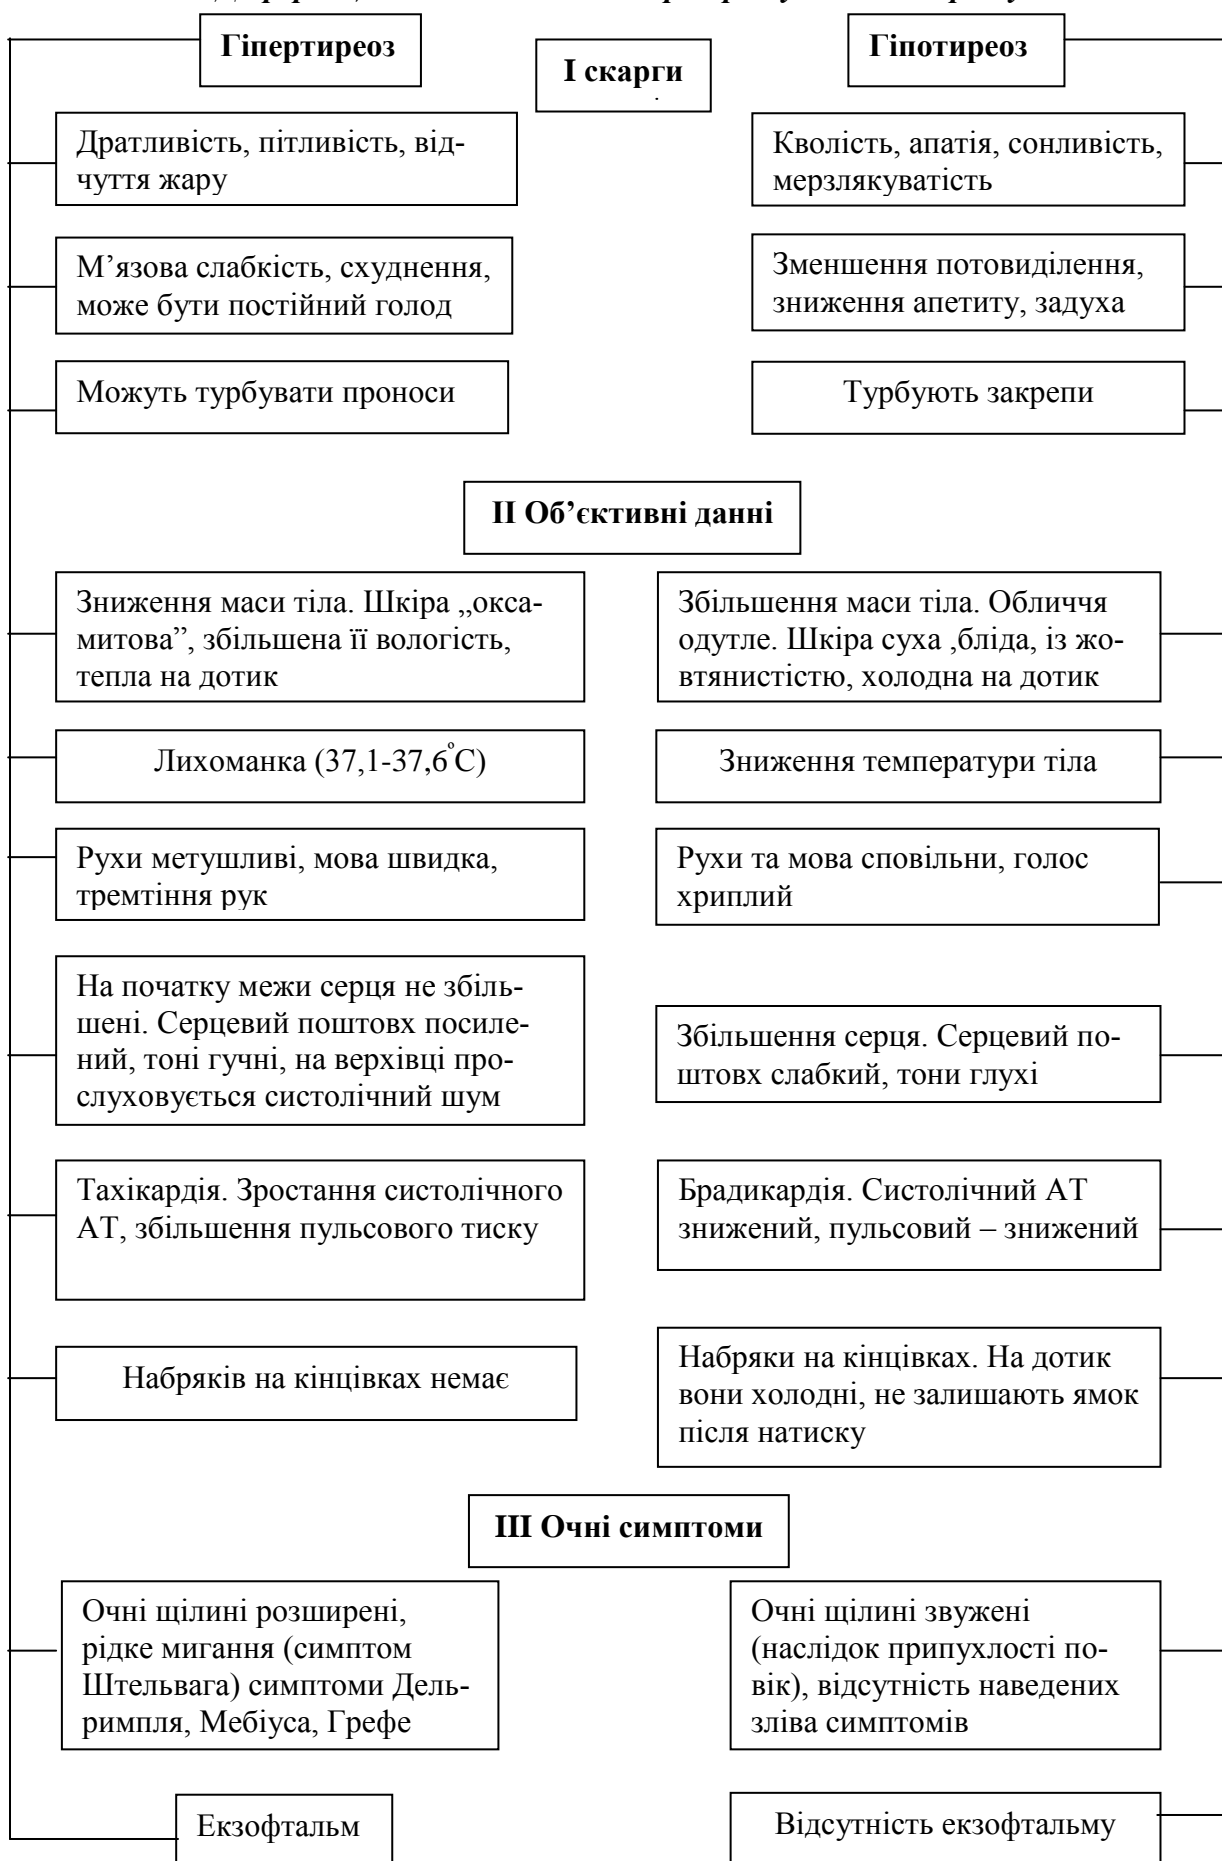 Гіпертиреоз
І скарги
Гіпотиреоз
Дратливість, пітливість, від-
чуття жару
Кволість, апатія, сонливість,
мерзлякуватість
М’язова слабкість, схуднення,
може бути постійний голод
Зменшення потовиділення,
зниження апетиту, задуха
Можуть турбувати проноси
Турбують закрепи
ІІ Об’єктивні данні
Зниження маси тіла. Шкіра „окса-
митова”, збільшена її вологість,
тепла на дотик
Збільшення маси тіла. Обличчя
одутле. Шкіра суха ,бліда, із жо-
втянистістю, холодна на дотик
Лихоманка (37,1-37,6°С)
Зниження температури тіла
Рухи метушливі, мова швидка,
тремтіння рук
Рухи та мова сповільни, голос
хриплий
На початку межи серця не збіль-
шені. Серцевий поштовх посиле-
ний, тоні гучні, на верхівці про-
слуховується систолічний шум
Збільшення серця. Серцевий по-
штовх слабкий, тони глухі
Тахікардія. Зростання систолічного
АТ, збільшення пульсового тиску
Брадикардія. Систолічний АТ
знижений, пульсовий – знижений
Набряків на кінцівках немає
Набряки на кінцівках. На дотик
вони холодні, не залишають ямок
після натиску
ІІІ Очні симптоми
Очні щілині розширені,
рідке мигання (симптом
Штельвага) симптоми Дель-
римпля, Мебіуса, Грефе
Очні щілині звужені
(наслідок припухлості по-
вік), відсутність наведених
зліва симптомів
Екзофтальм
Відсутність екзофтальму